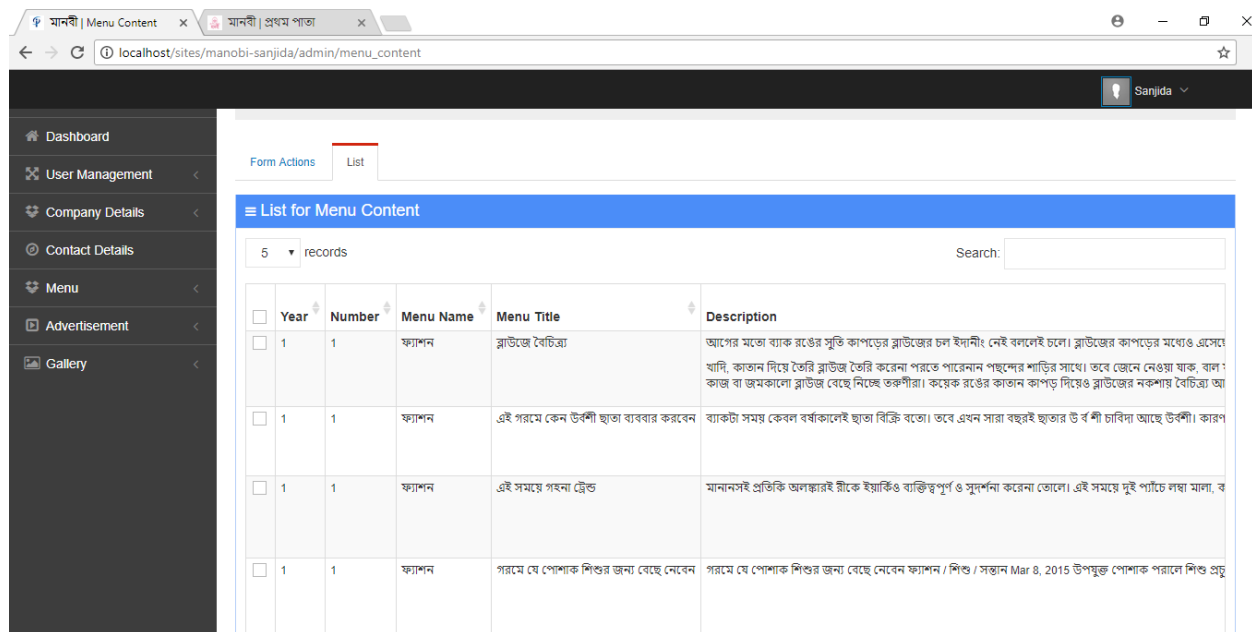 মানবী | Menu Content
মানবী | প্রথম পাতা
localhost/sites/manobi-sanjida/admin/menu_content
Sanjida
Dashboard
User Management
Company Details
Contact Details
Menu
Advertisement
Gallery
Form Actions
List
List for Menu Content
5 records
Search:
Year Number Menu Name Menu Title Description
1 1 ফ্যাশন ব্লাউজে বৈচিত্র্য আগের মতো ব্যাক রঙের সুতি কাপড়ের ব্লাউজের চল ইদানীং নেই বললেই চলে। ব্লাউজের কাপড়ের মধ্যেও এসেছে
খাদি, কাতান দিয়ে তৈরি ব্লাউজ তৈরি করেনা পরতে পারেনান পছন্দের শাড়ির সাথে। তবে জেনে নেওয়া যাক, বাল
কাজ বা জমকালো ব্লাউজ বেছে নিচ্ছে তরুণীরা। কয়েক রঙের কাতান কাপড় দিয়েও ব্লাউজের নকশায় বৈচিত্র্য আ
1 1 ফ্যাশন এই গরমে কেন উর্বশী ছাতা ব্যববার করবেন ব্যাকটা সময় কেবল বর্ষাকালেই ছাতা বিক্রি বতো। তবে এখন সারা বছরই ছাতার উ র্ব শী চাবিদা আছে উর্বশী। কারণ
1 1 ফ্যাশন এই সময়ে গহনা ট্রেন্ড মানানসই প্রতিকি অলঙ্কারই রীকে ইয়ার্কিও ব্যক্তিত্বপূর্ণ ও সুদর্শনা করেনা তোলে। এই সময়ে দুই প্যাঁচে লম্বা মালা, ক
1 1 ফ্যাশন গরমে যে পোশাক শিশুর জন্য বেছে নেবেন গরমে যে পোশাক শিশুর জন্য বেছে নেবেন ফ্যাশন / শিশু / সন্তান Mar 8, 2015 উপযুক্ত পোশাক পরালে শিশু প্রচু